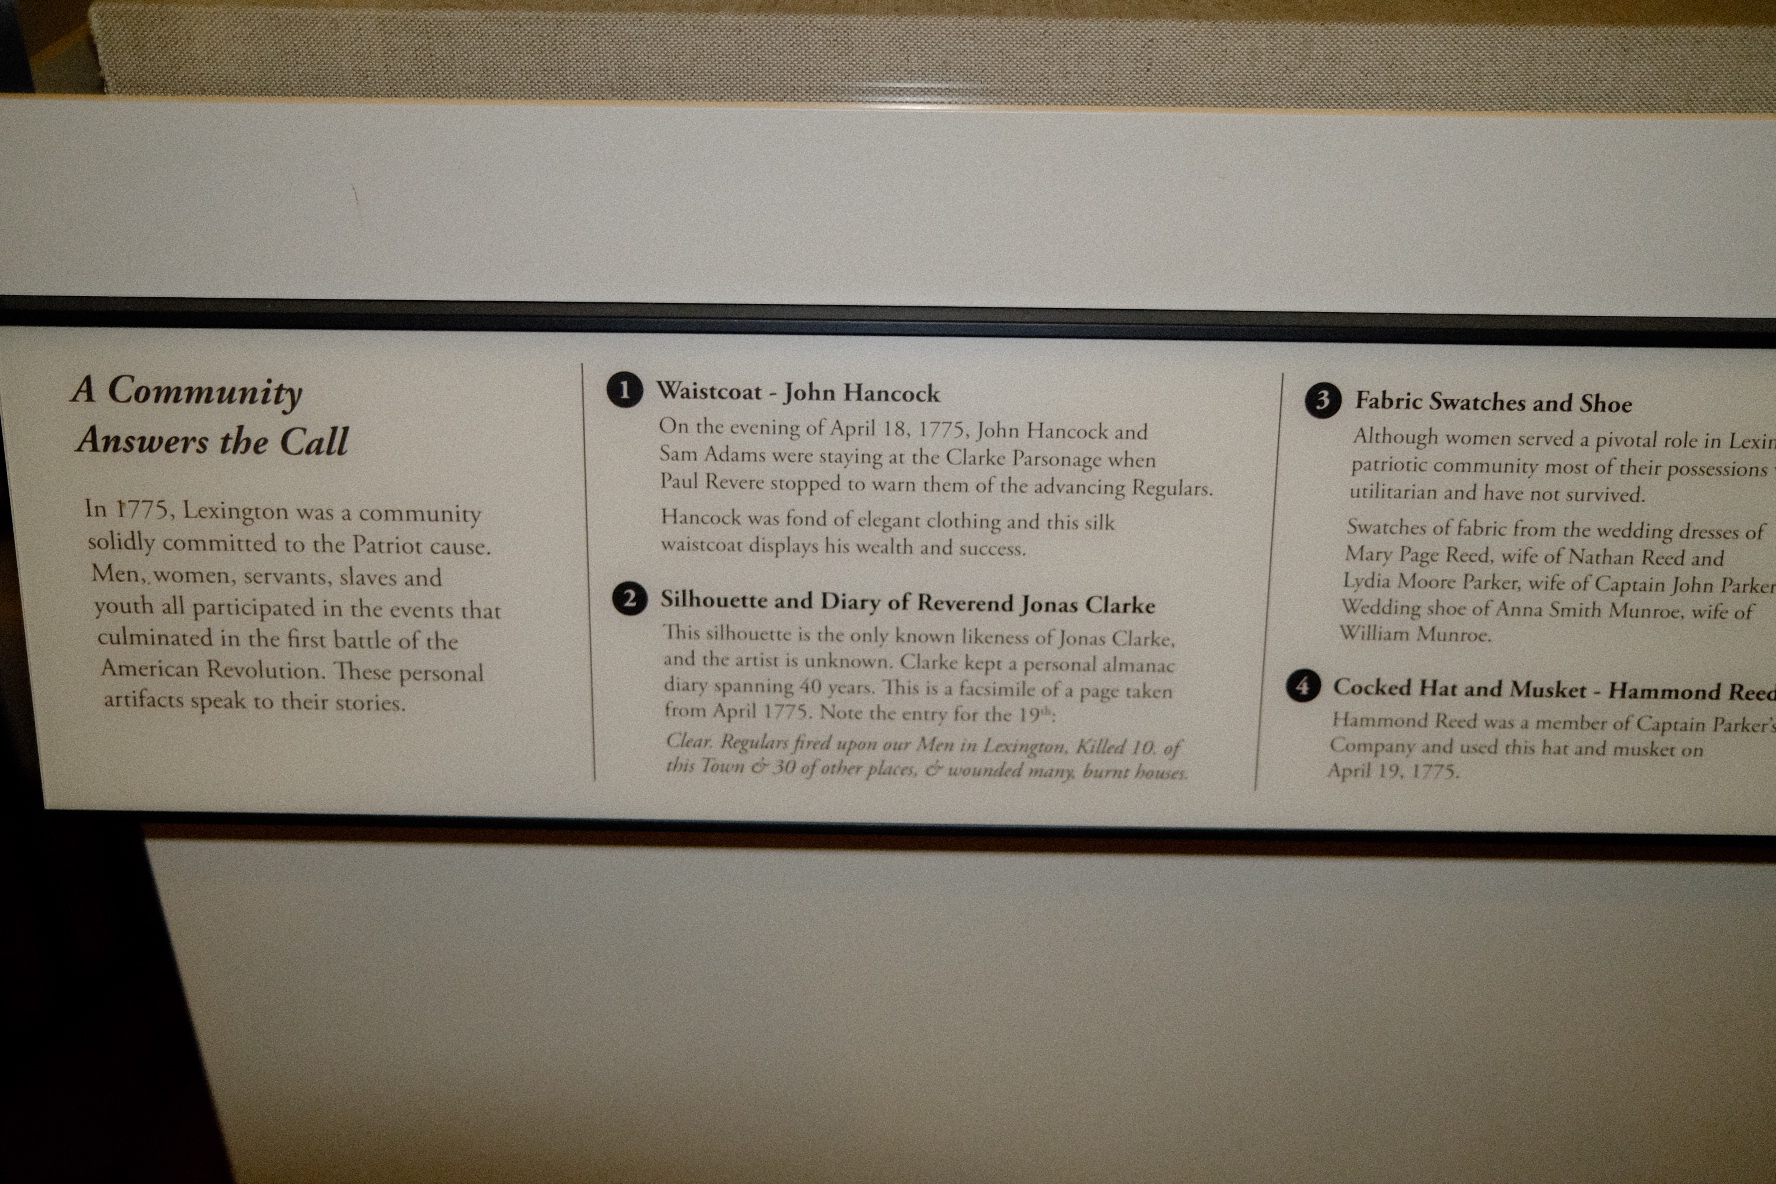 A Community
Answers the Call
In 1775, Lexington was a community
solidly committed to the Patriot cause.
Men, women, servants, slaves and
youth all participated in the events that
culminated in the first battle of the
American Revolution. These personal
artifacts speak to their stories.
1 Waistcoat - John Hancock
On the evening of April 18, 1775, John Hancock and
Sam Adams were staying at the Clarke Parsonage when
Paul Revere stopped to warn them of the advancing Regulars.
Hancock was fond of elegant clothing and this silk
waistcoat displays his wealth and success.
2 Silhouette and Diary of Reverend Jonas Clarke
This silhouette is the only known likeness of Jonas Clarke,
and the artist is unknown. Clarke kept a personal almanac
diary spanning 40 years. This is a facsimile of a page taken
from April 1775. Note the entry for the 19th:
Clear. Regulars fired upon our Men in Lexington, Killed 10. of
this Town & 30 of other places, & wounded many, burnt houses.
3 Fabric Swatches and Shoe
Although women served a pivotal role in Lexin
patriotic community most of their possessions
utilitarian and have not survived.
Swatches of fabric from the wedding dresses of
Mary Page Reed, wife of Nathan Reed and
Lydia Moore Parker, wife of Captain John Parker
Wedding shoe of Anna Smith Munroe, wife of
William Munroe.
4 Cocked Hat and Musket - Hammond Reed
Hammond Reed was a member of Captain Parker's
Company and used this hat and musket on
April 19, 1775.